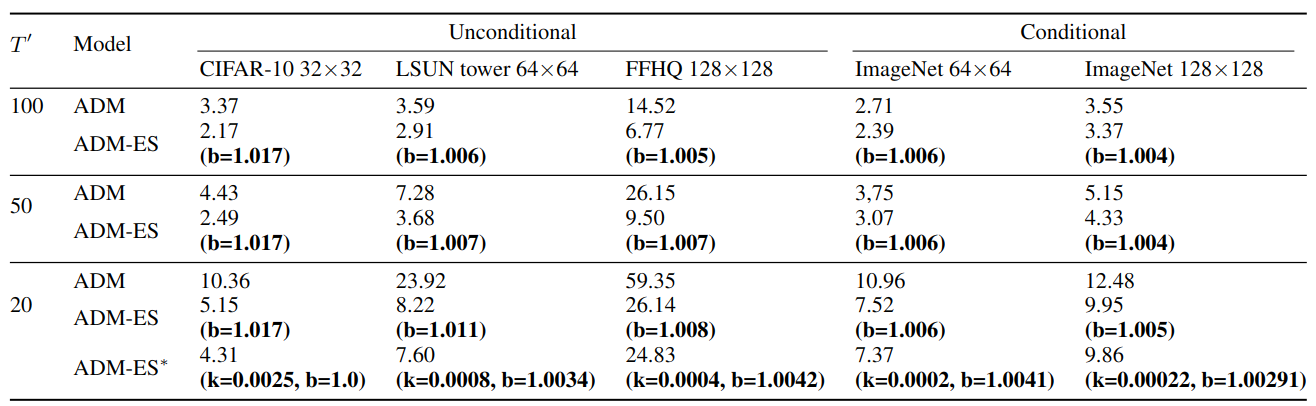 T′ Model Unconditional Conditional
CIFAR-10 32×32 LSUN tower 64×64 FFHQ 128×128 ImageNet 64×64 ImageNet 128×128
100 ADM 3.37 3.59 14.52 2.71 3.55
ADM-ES 2.17 2.91 6.77 2.39 3.37
(b=1.017) (b=1.006) (b=1.005) (b=1.006) (b=1.004)
50 ADM 4.43 7.28 26.15 3,75 5.15
ADM-ES 2.49 3.68 9.50 3.07 4.33
(b=1.017) (b=1.007) (b=1.007) (b=1.006) (b=1.004)
20 ADM 10.36 23.92 59.35 10.96 12.48
ADM-ES 5.15 8.22 26.14 7.52 9.95
(b=1.017) (b=1.011) (b=1.008) (b=1.006) (b=1.005)
ADM-ES* 4.31 7.60 24.83 7.37 9.86
(k=0.0025, b=1.0) (k=0.0008, b=1.0034) (k=0.0004, b=1.0042) (k=0.0002, b=1.0041) (k=0.00022, b=1.00291)